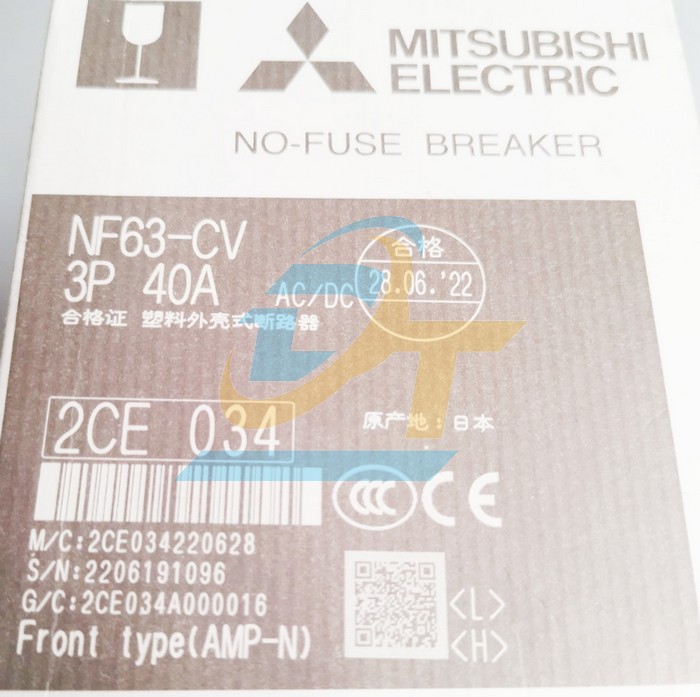 MITSUBISHI
ELECTRIC
NO-FUSE BREAKER
NF63-CV
3P 40A AC/DC
合格
28.06.'22
合格证 塑料外壳式断路器
2CE 034
原产地：日本
CCC CE
M/C:2CE034220628
S/N:2206191096
G/C:2CE034A000016
Front type(AMP-N)
<L>
<H>